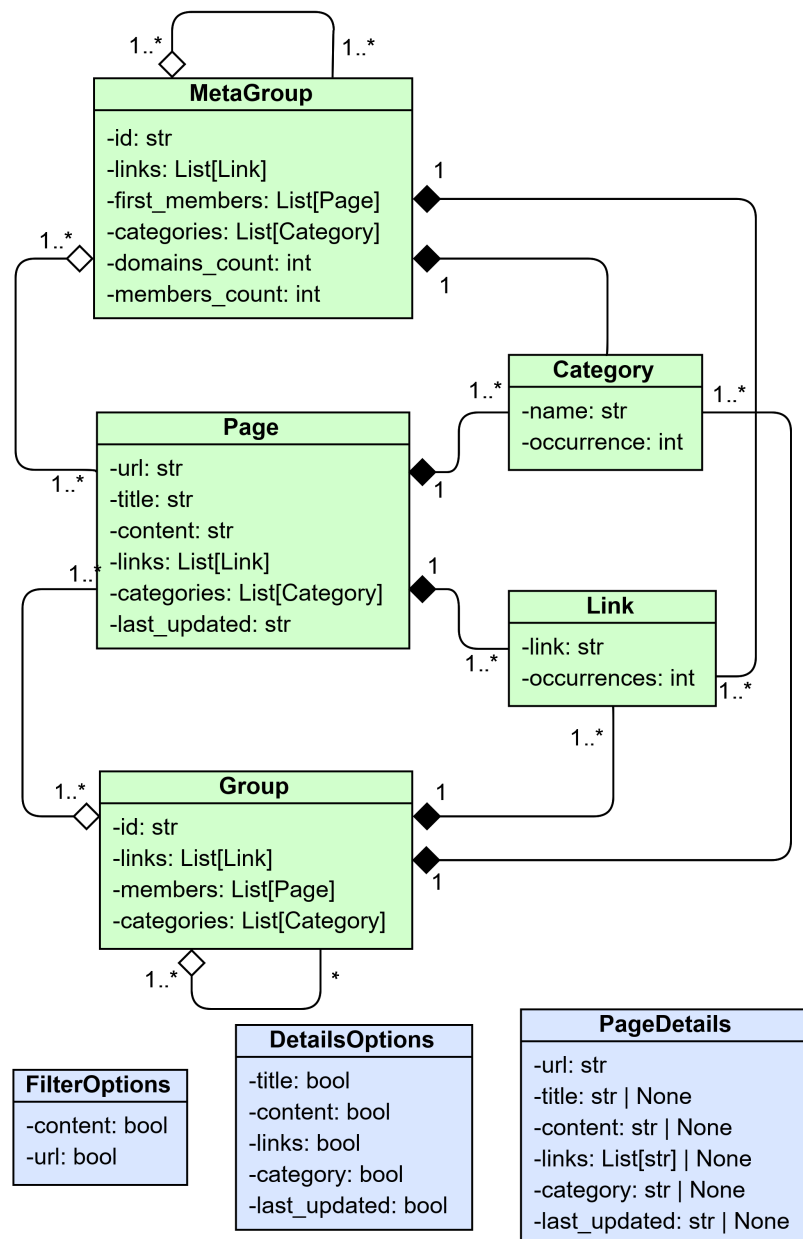 1..*
1..*
MetaGroup
-id: str
-links: List[Link]
-first_members: List[Page]
-categories: List[Category]
-domains_count: int
-members_count: int
1
1
1..*
1..*
Category
-name: str
-occurrence: int
1..*
1..*
Page
-url: str
-title: str
-content: str
-links: List[Link]
-categories: List[Category]
-last_updated: str
1..*
1
1
1..*
Link
-link: str
-occurrences: int
1..*
1..*
1..*
Group
-id: str
-links: List[Link]
-members: List[Page]
-categories: List[Category]
1
1
1..*
*
FilterOptions
-content: bool
-url: bool
DetailsOptions
-title: bool
-content: bool
-links: bool
-category: bool
-last_updated: bool
PageDetails
-url: str
-title: str | None
-content: str | None
-links: List[str] | None
-category: str | None
-last_updated: str | None